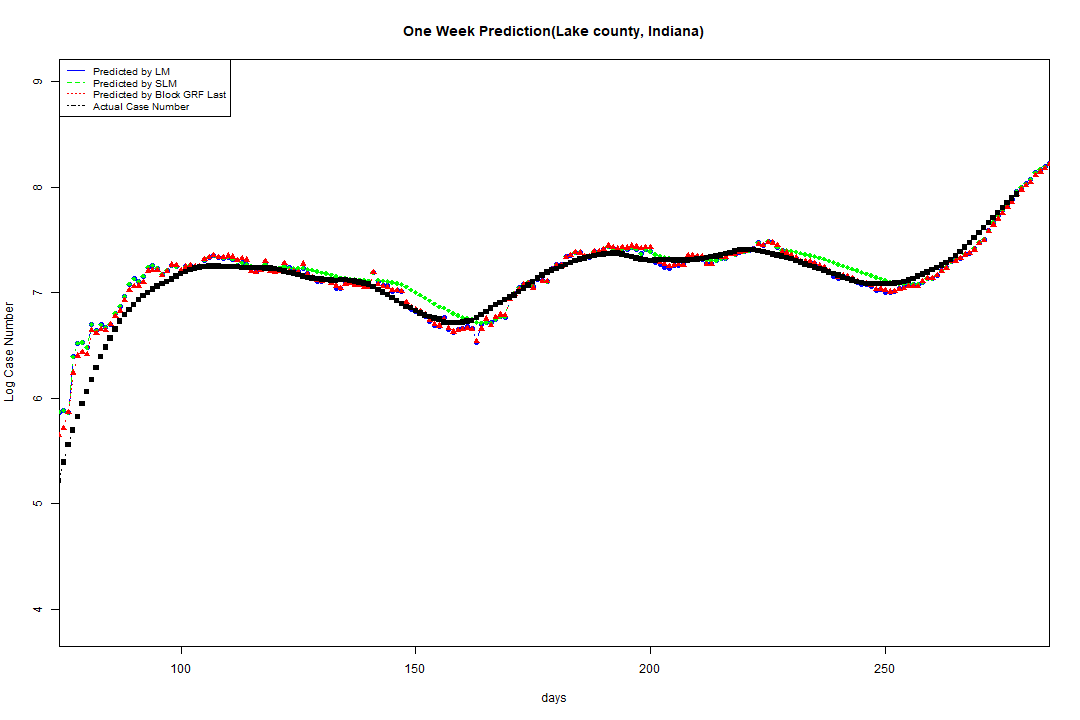 One Week Prediction(Lake county, Indiana)
Predicted by LM
Predicted by SLM
Predicted by Block GRF Last
Actual Case Number
9
8
7
6
5
4
Log Case Number
100 150 200 250
days